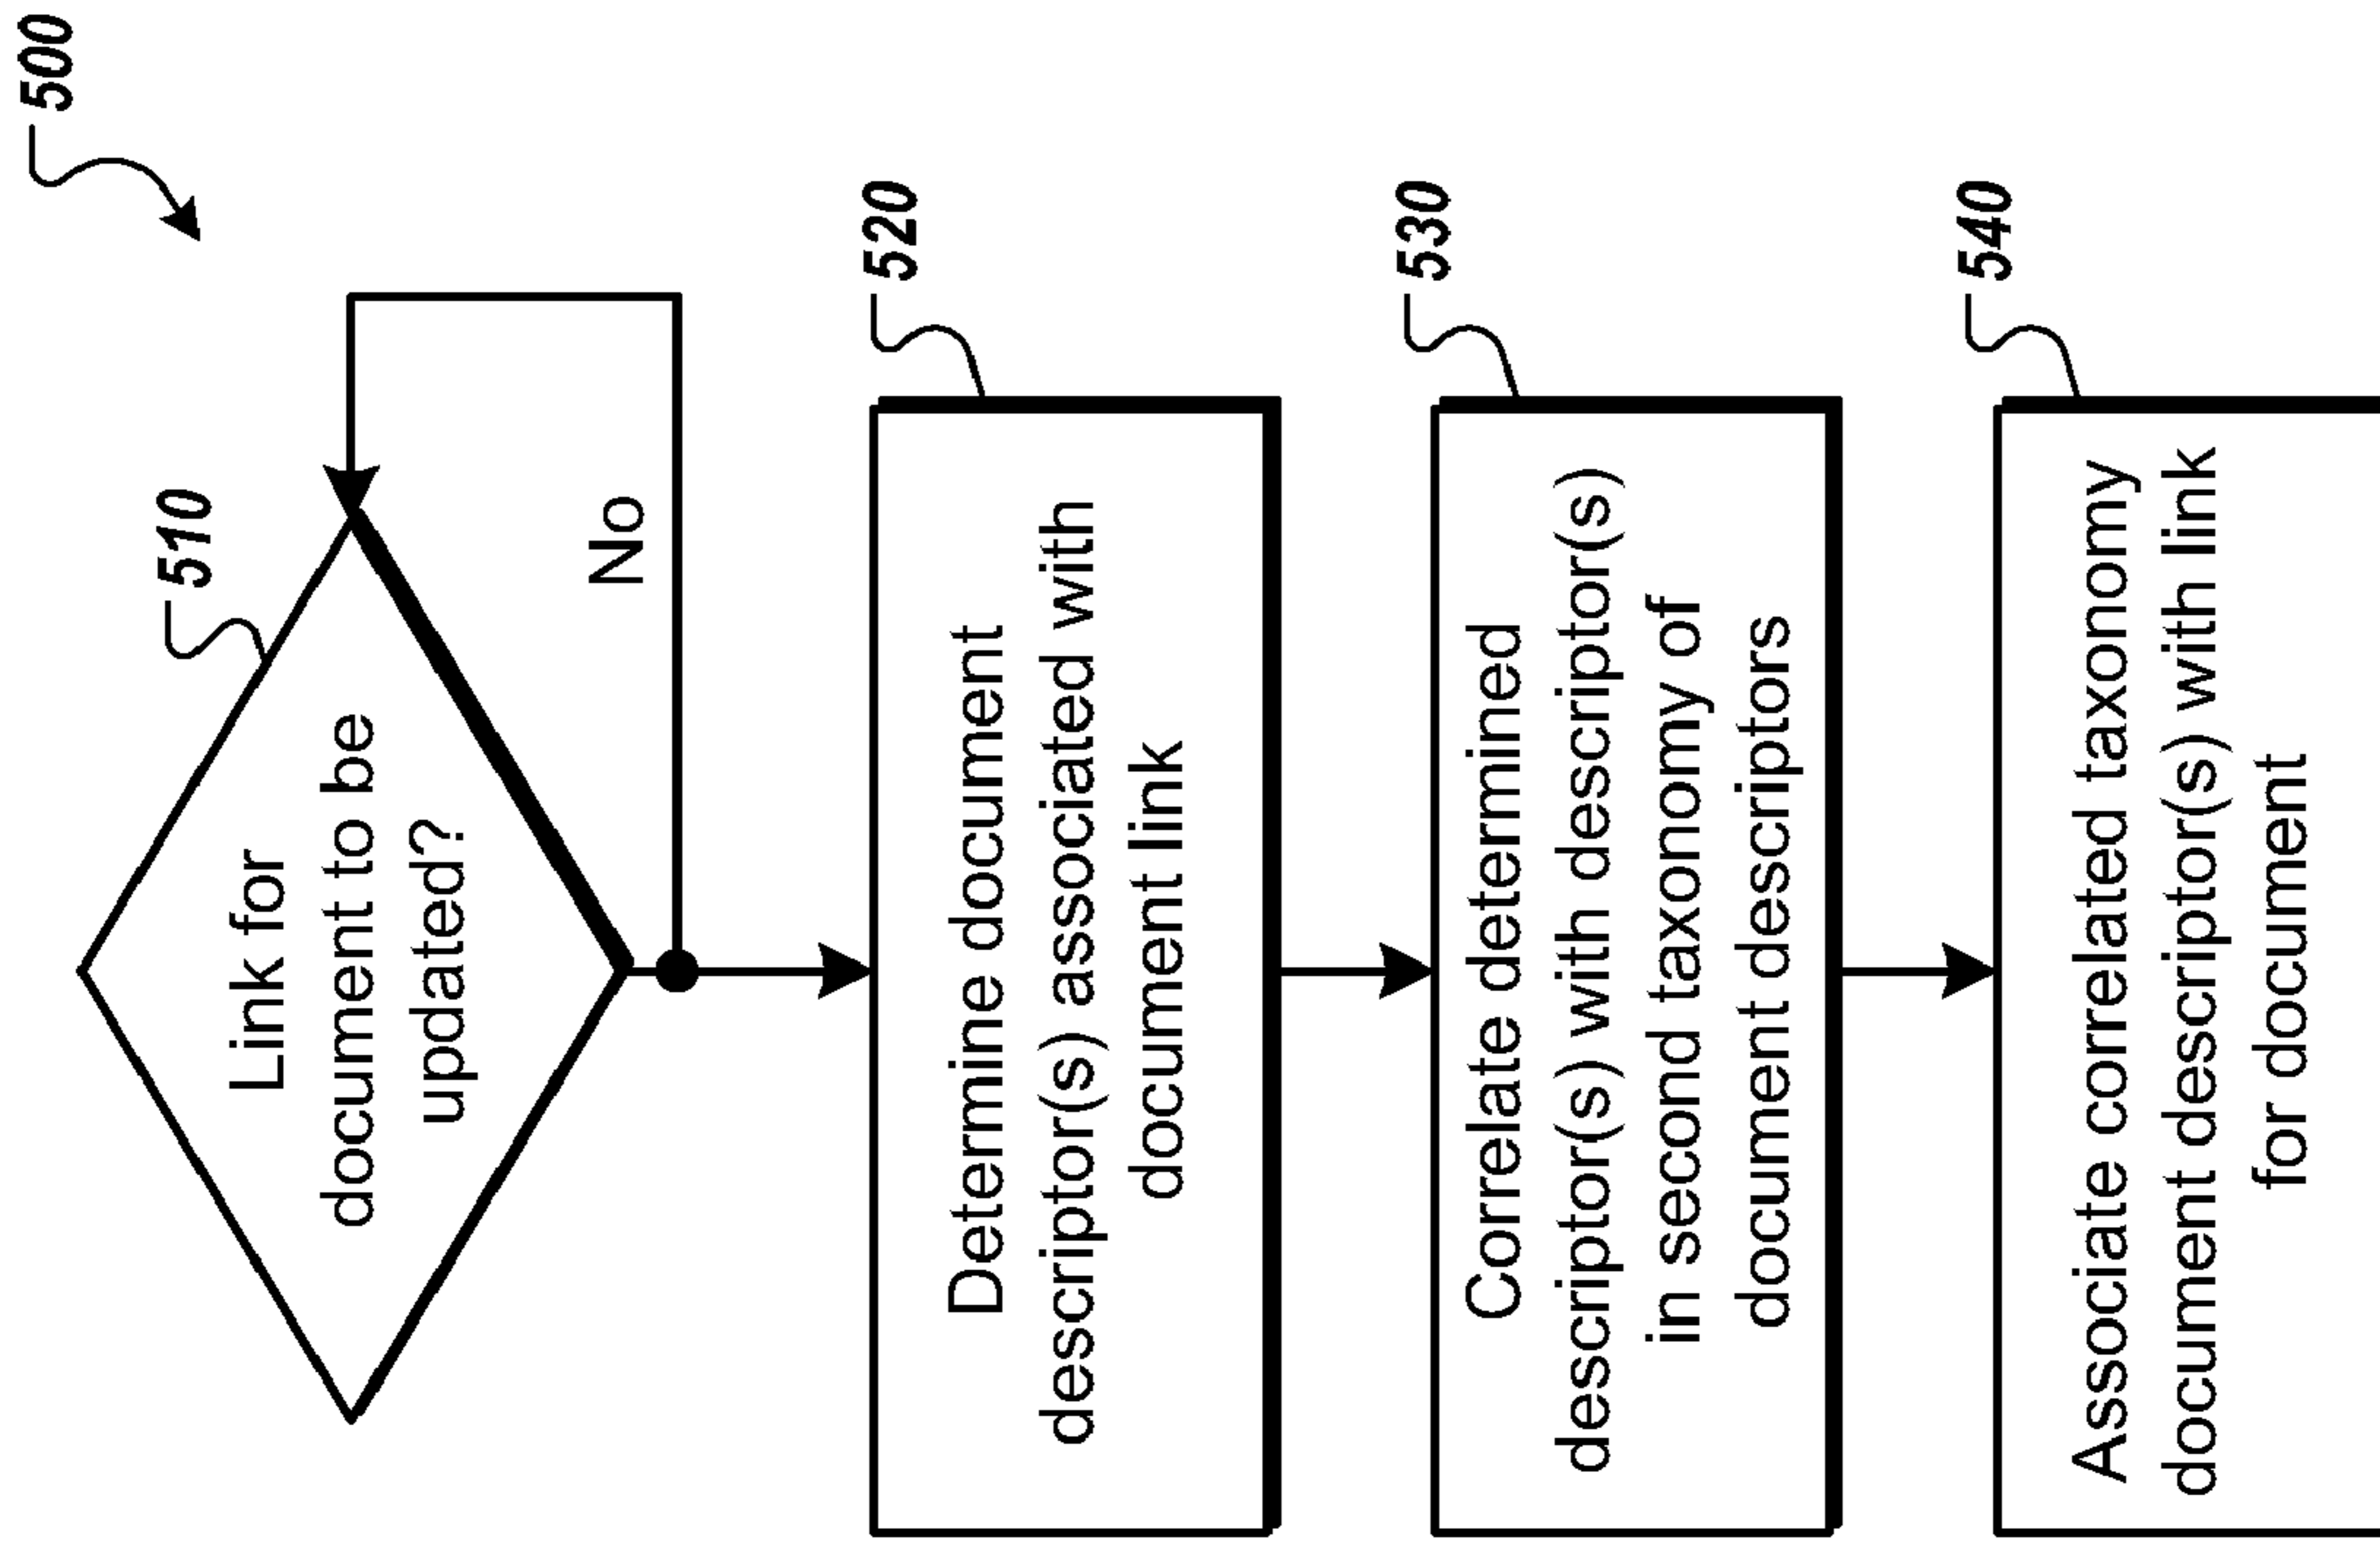 500
510
Link for
document to be
updated?
No
520
Determine document
descriptor(s) associated with
document link
530
Correlate determined
descriptor(s) with descriptor(s)
in second taxonomy of
document descriptors
540
Associate correlated taxonomy
document descriptor(s) with link
for document